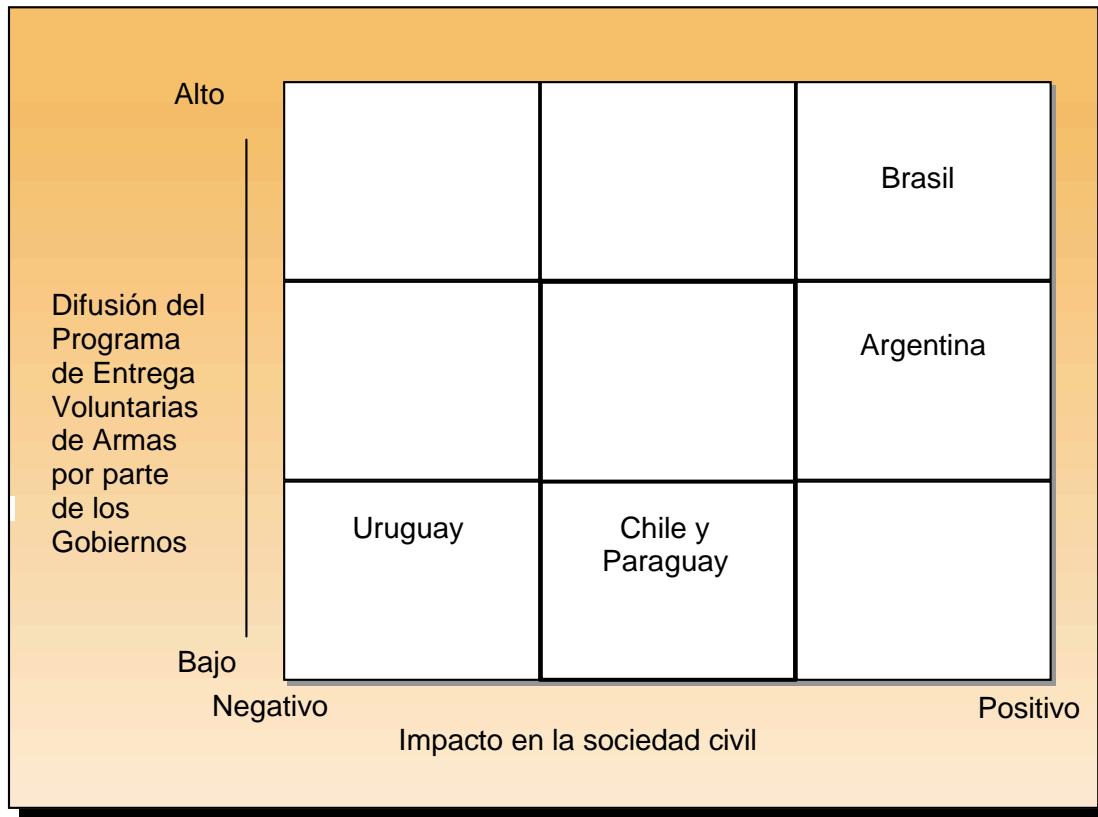 Alto
Brasil
Difusión del
Programa
de Entrega
Voluntarias
de Armas
por parte
de los
Gobiernos
Argentina
Uruguay
Chile y
Paraguay
Bajo
Negativo
Positivo
Impacto en la sociedad civil